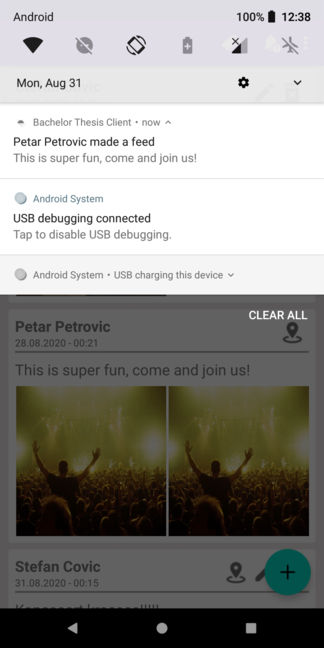 Android 100% 12:38
Mon, Aug 31
Bachelor Thesis Client • now
Petar Petrovic made a feed
This is super fun, come and join us!
Android System
USB debugging connected
Tap to disable USB debugging.
Android System • USB charging this device
CLEAR ALL
Petar Petrovic
28.08.2020 - 00:21
This is super fun, come and join us!
Stefan Covic
31.08.2020 - 00:15